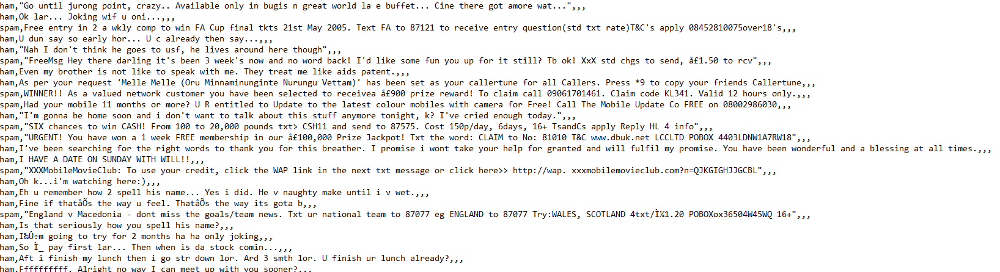 ham,"Go until jurong point, crazy.. Available only in bugis n great world la e buffet... Cine there got amore wat...",,,
ham,Ok lar... Joking wif u oni...,,,
spam,Free entry in 2 a wkly comp to win FA Cup final tkts 21st May 2005. Text FA to 87121 to receive entry question(std txt rate)T&C's apply 08452810075over18's,,,
ham,U dun say so early hor... U c already then say...,,,
ham,"Nah I don't think he goes to usf, he lives around here though",,,
spam,"FreeMsg Hey there darling it's been 3 week's now and no word back! I'd like some fun you up for it still? Tb ok! XxX std chgs to send, å£1.50 to rcv",,,
ham,Even my brother is not like to speak with me. They treat me like aids patent.,,,
ham,As per your request 'Melle Melle (Oru Minnaminunginte Nurungu Vettam)' has been set as your callertune for all Callers. Press *9 to copy your friends Callertune,,,
spam,WINNER!! As a valued network customer you have been selected to receivea å£900 prize reward! To claim call 09061701461. Claim code KL341. Valid 12 hours only.,,,
spam,Had your mobile 11 months or more? U R entitled to Update to the latest colour mobiles with camera for Free! Call The Mobile Update Co FREE on 08002986030,,,
ham,"I'm gonna be home soon and i don't want to talk about this stuff anymore tonight, k? I've cried enough today.",,,
spam,"SIX chances to win CASH! From 100 to 20,000 pounds txt> CSH11 and send to 87575. Cost 150p/day, 6days, 16+ TsandCs apply Reply HL 4 info",,,
spam,"URGENT! You have won a 1 week FREE membership in our å£100,000 Prize Jackpot! Txt the word: CLAIM to No: 81010 T&C www.dbuk.net LCCLTD POBOX 4403LDNW1A7RW18",,,
ham,I've been searching for the right words to thank you for this breather. I promise i wont take your help for granted and will fulfil my promise. You have been wonderful and a blessing at all times.,,,
ham,I HAVE A DATE ON SUNDAY WITH WILL!!,,,
spam,"XXXMobileMovieClub: To use your credit, click the WAP link in the next txt message or click here>> http://wap. xxxmobilemovieclub.com?n=QJKGIGHJJGCBL",,,
ham,Oh k...i'm watching here:),,,
ham,Eh u remember how 2 spell his name... Yes i did. He v naughty make until i v wet.,,,
ham,Fine if thatåÕs the way u feel. ThatåÕs the way its gota b,,,
spam,"England v Macedonia - dont miss the goals/team news. Txt ur national team to 87077 eg ENGLAND to 87077 Try:WALES, SCOTLAND 4txt/Ì¼1.20 POBOXox36504W45WQ 16+",,,
ham,Is that seriously how you spell his name?,,,
ham,I‰Û÷m going to try for 2 months ha ha only joking,,,
ham,So Ì_ pay first lar... Then when is da stock comin...,,,
ham,Aft i finish my lunch then i go str down lor. Ard 3 smth lor. U finish ur lunch already?,,,
ham,Ffffffffff. Alright no way I can meet up with you sooner?,,,